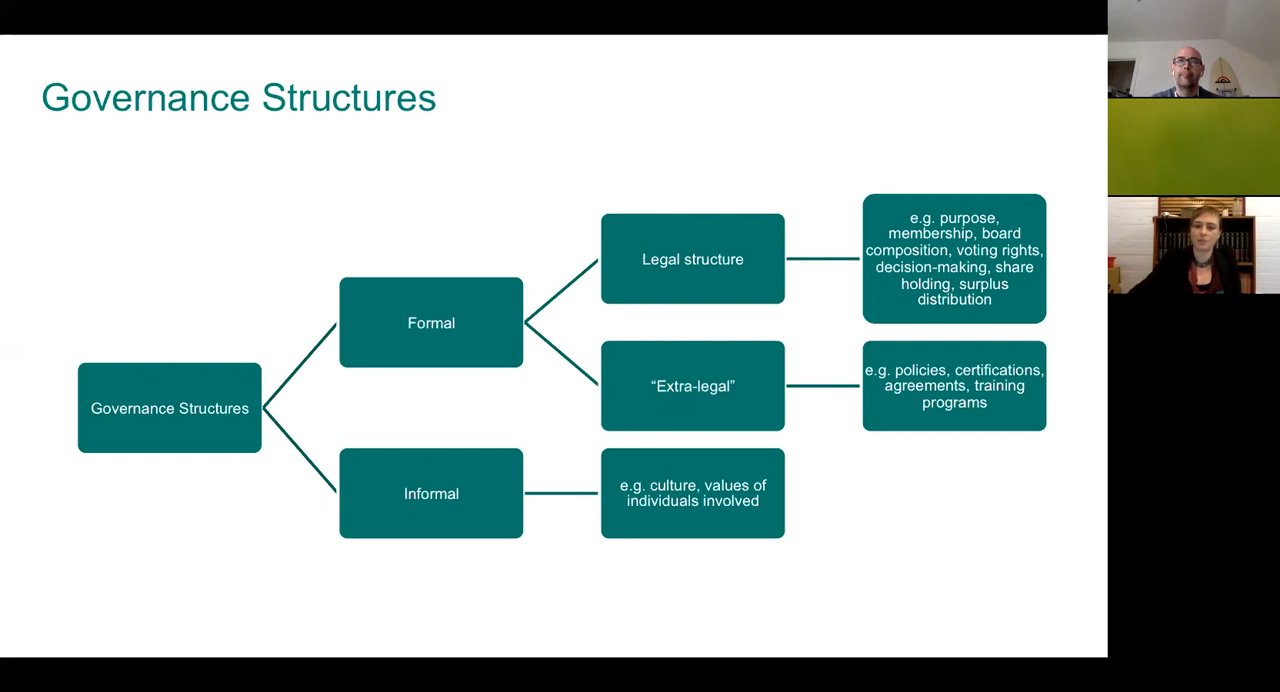 Governance Structures
e.g. purpose,
membership, board
composition, voting rights,
decision-making, share
holding, surplus
distribution
Legal structure
Formal
“Extra-legal”
e.g. policies, certifications,
agreements, training
programs
Governance Structures
Informal
e.g. culture, values of
individuals involved